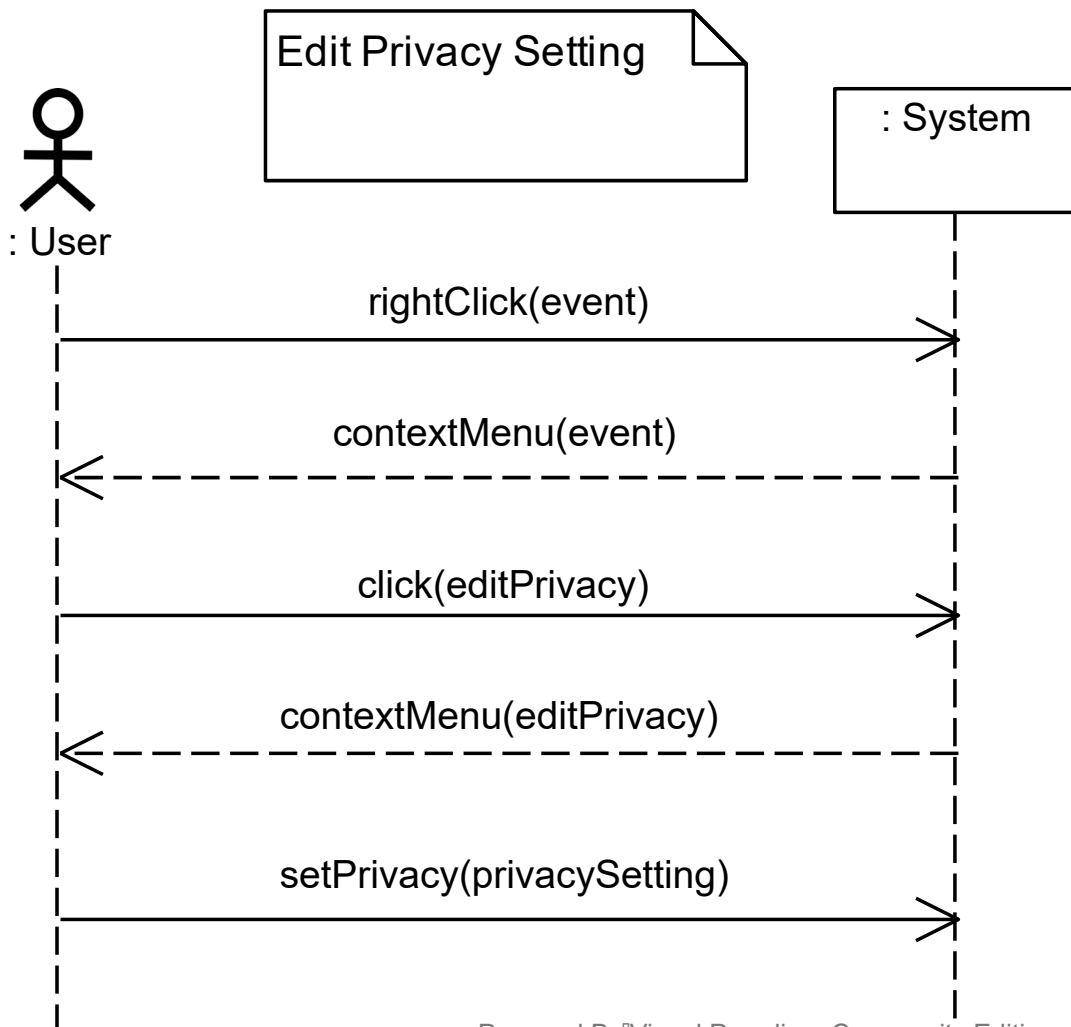 Edit Privacy Setting
: System
: User
rightClick(event)
contextMenu(event)
click(editPrivacy)
contextMenu(editPrivacy)
setPrivacy(privacySetting)